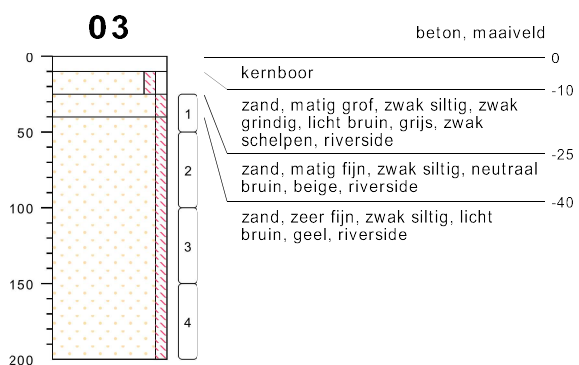 03
beton, maaiveld
0
0
kernboor
-10
zand, matig grof, zwak siltig, zwak
grindig, licht bruin, grijs, zwak
schelpen, riverside
-25
zand, matig fijn, zwak siltig, neutraal
bruin, beige, riverside
-40
zand, zeer fijn, zwak siltig, licht
bruin, geel, riverside
50
100
150
200
1
2
3
4